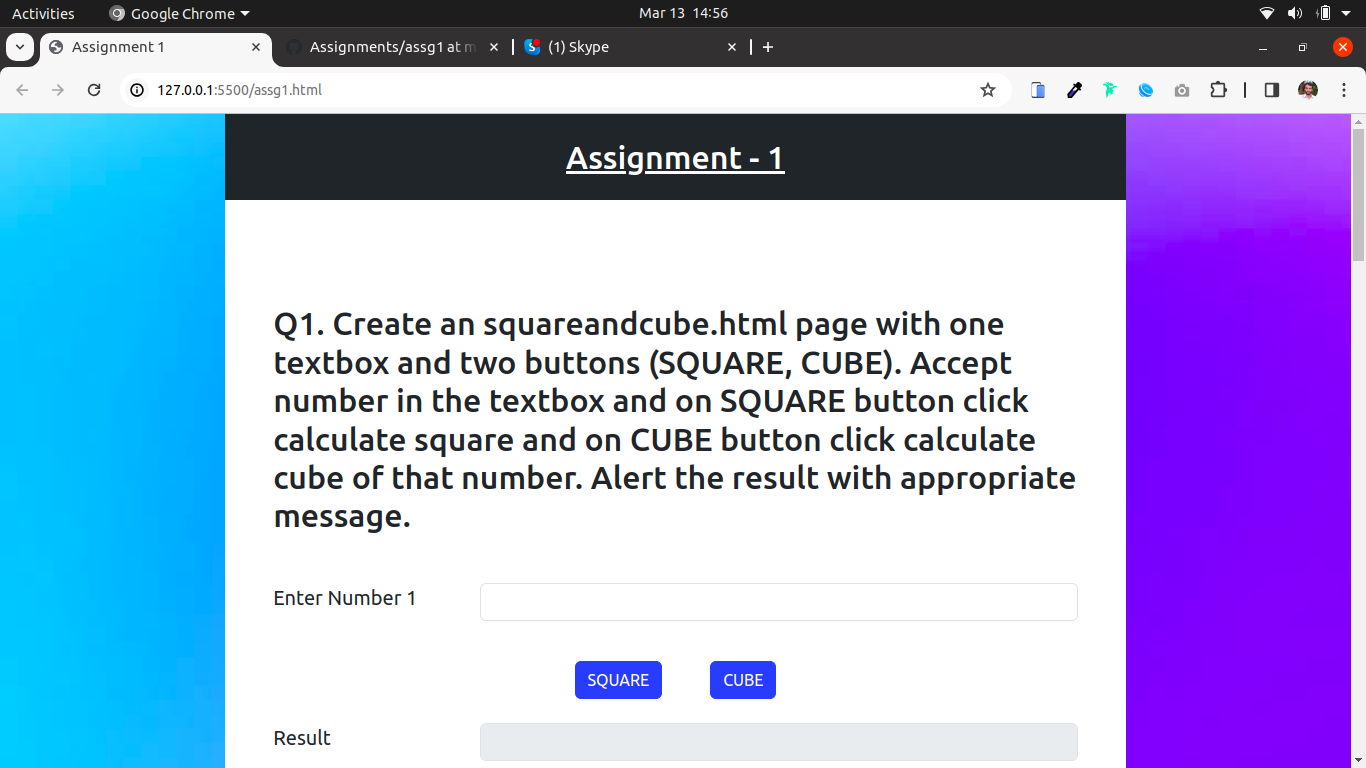 Activities
Google Chrome
Mar 13 14:56
Assignment 1
Assignments/assg1 at m
(1) Skype
127.0.0.1:5500/assg1.html
Assignment - 1
Q1. Create an squareandcube.html page with one
textbox and two buttons (SQUARE, CUBE). Accept
number in the textbox and on SQUARE button click
calculate square and on CUBE button click calculate
cube of that number. Alert the result with appropriate
message.
Enter Number 1
SQUARE
CUBE
Result